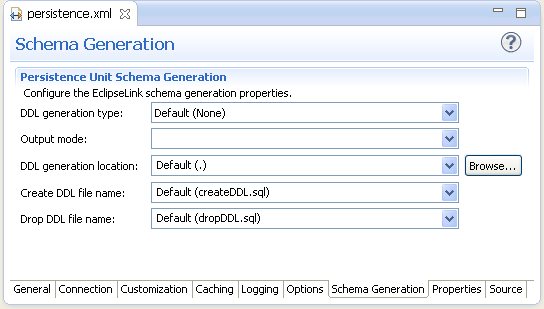 persistence.xml
Schema Generation
Persistence Unit Schema Generation
Configure the EclipseLink schema generation properties.
DDL generation type: Default (None)
Output mode:
DDL generation location: Default (.) Browse...
Create DDL file name: Default (createDDL.sql)
Drop DDL file name: Default (dropDDL.sql)
General Connection Customization Caching Logging Options Schema Generation Properties Source